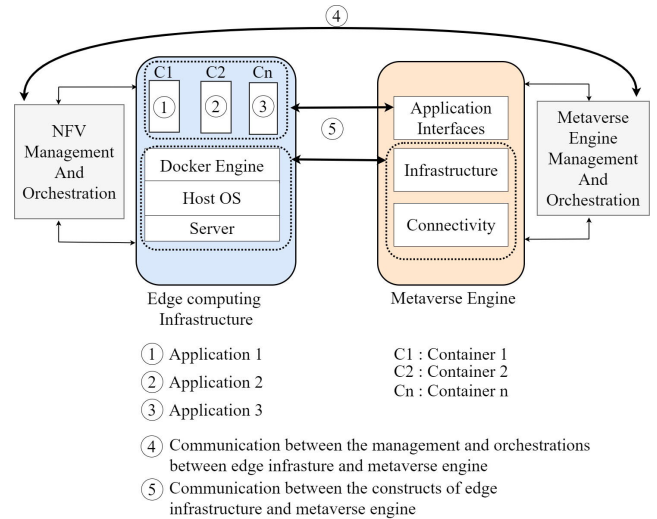 4
C1 C2 Cn
1 2 3
5
NFV
Management
And
Orchestration
Docker Engine
Host OS
Server
Application
Interfaces
Infrastructure
Connectivity
Metaverse
Engine
Management
And
Orchestration
Edge computing
Infrastructure
Metaverse Engine
1 Application 1
2 Application 2
3 Application 3
C1 : Container 1
C2 : Container 2
Cn : Container n
4 Communication between the management and orchestrations
between edge infrasture and metaverse engine
5 Communication between the constructs of edge
infrastructure and metaverse engine